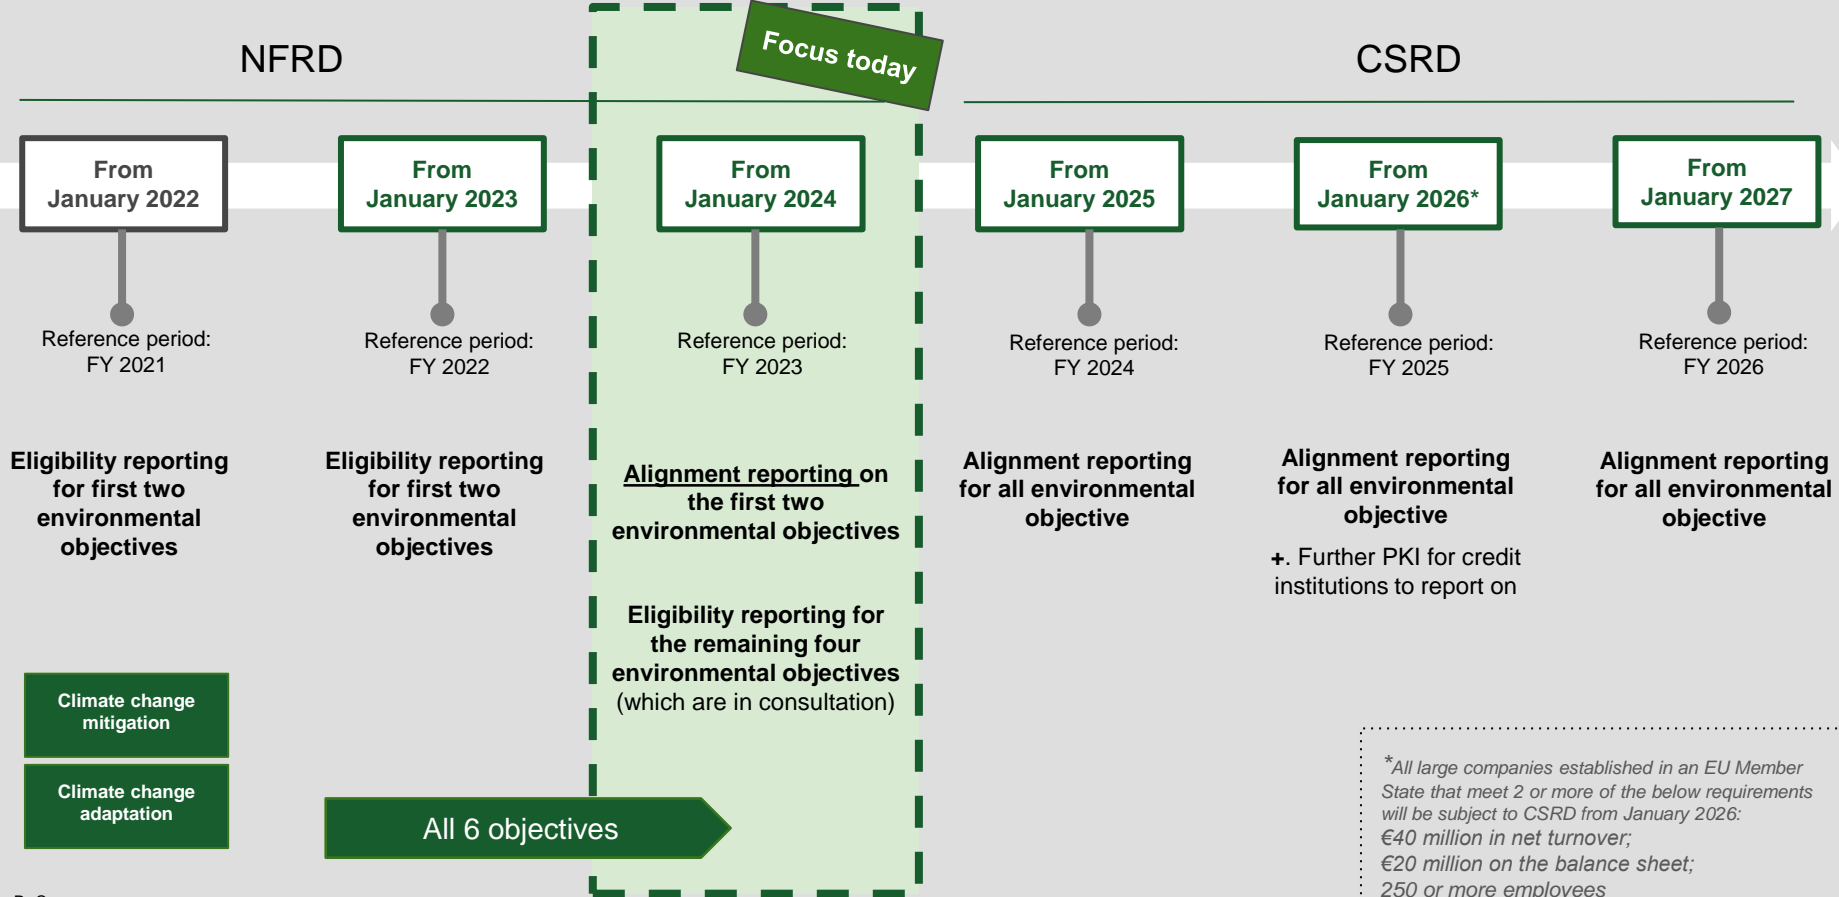 NFRD
Focus today
CSRD
From
January 2022
From
January 2023
From
January 2024
From
January 2025
From
January 2026*
From
January 2027
Reference period:
FY 2021
Reference period:
FY 2022
Reference period:
FY 2023
Reference period:
FY 2024
Reference period:
FY 2025
Reference period:
FY 2026
Eligibility reporting
for first two
environmental
objectives
Eligibility reporting
for first two
environmental
objectives
Alignment reporting on
the first two
environmental objectives
Eligibility reporting for
the remaining four
environmental objectives
(which are in consultation)
Alignment reporting
for all environmental
objective
Alignment reporting
for all environmental
objective
+. Further PKI for credit
institutions to report on
Alignment reporting
for all environmental
objective
Climate change
mitigation
Climate change
adaptation
All 6 objectives
*All large companies established in an EU Member
State that meet 2 or more of the below requirements
will be subject to CSRD from January 2026:
€40 million in net turnover;
€20 million on the balance sheet;
250 or more employees